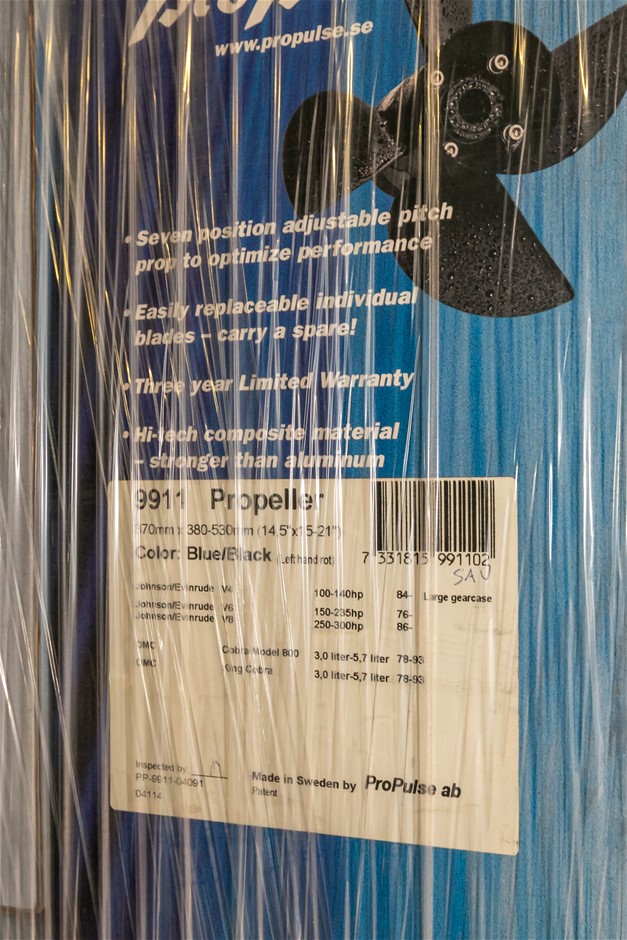 www.propulse.se
• Seven position adjustable pitch
prop to optimize performance
• Easily replaceable individual
blades – carry a spare!
• Three year Limited Warranty
• Hi-tech composite material
– stronger than aluminum
9911 Propeller
370mm x 380-530mm (14,5"x15-21")
Color: Blue/Black (Left hand rot)
7 331815 991102
Johnson/Evinrude V4 100-140hp 84- Large gearcase
Johnson/Evinrude V6 150-235hp 76-
Johnson/Evinrude V8 250-300hp 86-
OMC Cobra Model 800 3,0 liter-5,7 liter 78-93
OMC King Cobra 3,0 liter-5,7 liter 78-93
Inspected by
PP-9911-04091
04114
Made in Sweden by ProPulse ab
Patent